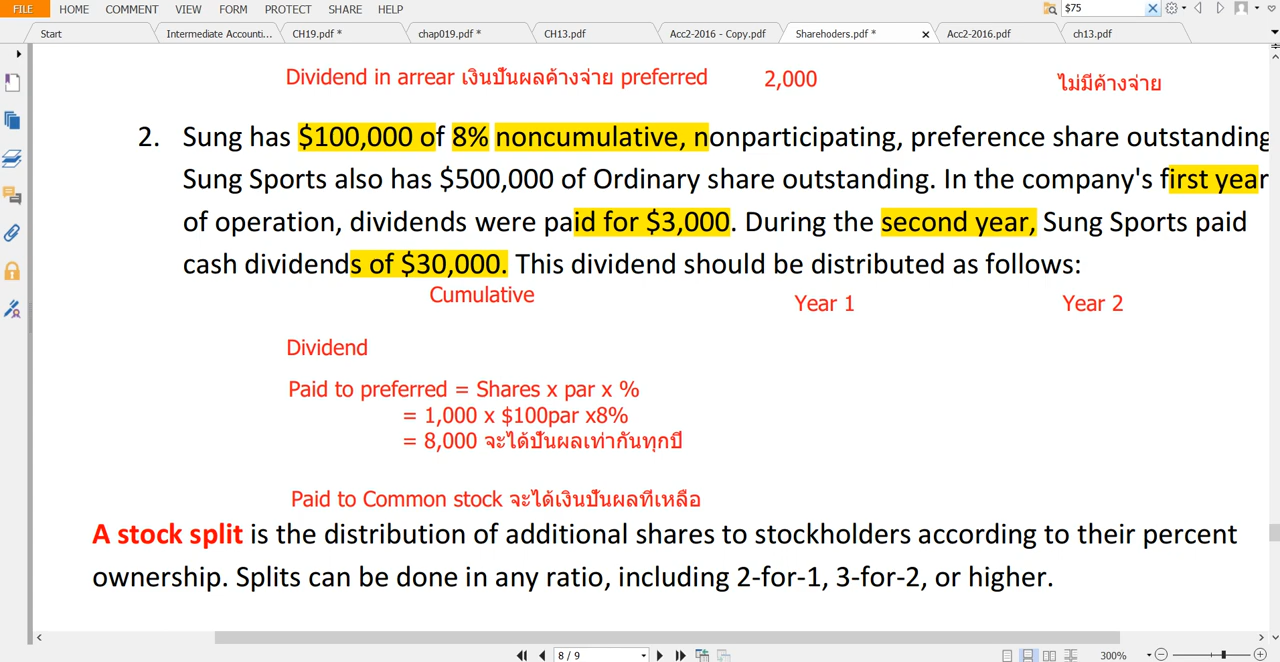 FILE HOME COMMENT VIEW FORM PROTECT SHARE HELP $75
Start Intermediate Accounti... CH19.pdf * chap019.pdf * CH13.pdf Acc2-2016 - Copy.pdf Sharehoders.pdf * Acc2-2016.pdf ch13.pdf
Dividend in arrear เงินปันผลค้างจ่าย preferred 2,000 ไม่มีค้างจ่าย
2. Sung has $100,000 of 8% noncumulative, nonparticipating, preference share outstanding
Sung Sports also has $500,000 of Ordinary share outstanding. In the company's first year
of operation, dividends were paid for $3,000. During the second year, Sung Sports paid
cash dividends of $30,000. This dividend should be distributed as follows:
Cumulative Year 1 Year 2
Dividend
Paid to preferred = Shares x par x %
= 1,000 x $100par x8%
= 8,000 จะได้ปันผลเท่ากันทุกปี
Paid to Common stock จะได้เงินปันผลที่เหลือ
A stock split is the distribution of additional shares to stockholders according to their percent
ownership. Splits can be done in any ratio, including 2-for-1, 3-for-2, or higher.
8 / 9 300%